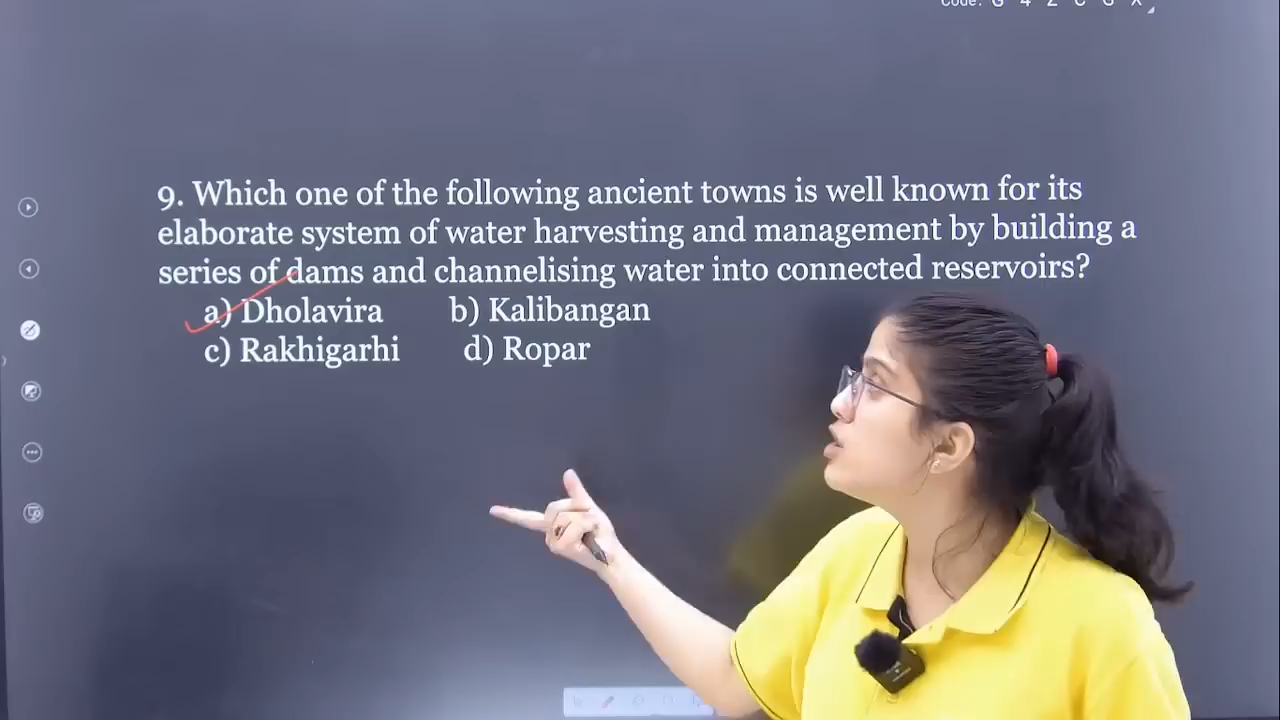 9. Which one of the following ancient towns is well known for its
elaborate system of water harvesting and management by building a
series of dams and channelising water into connected reservoirs?
a) Dholavira b) Kalibangan
c) Rakhigarhi d) Ropar